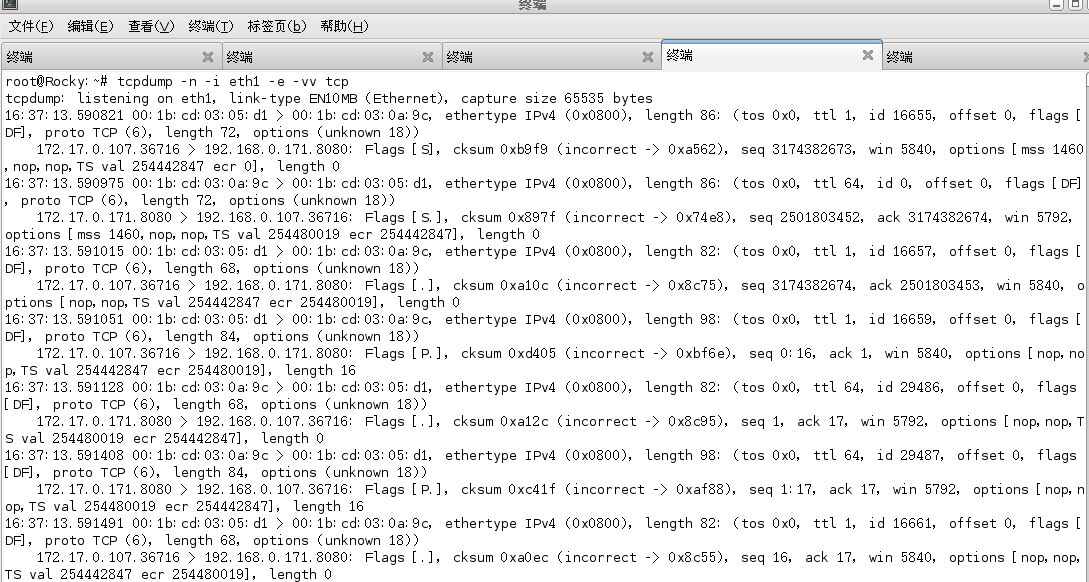 终端
文件(F) 编辑(E) 查看(V) 终端(T) 标签页(b) 帮助(H)
终端 终端 终端 终端 终端
root@Rocky:~# tcpdump -n -i eth1 -e -vv tcp
tcpdump: listening on eth1, link-type EN10MB (Ethernet), capture size 65535 bytes
16:37:13.590821 00:1b:cd:03:05:d1 > 00:1b:cd:03:0a:9c, ethertype IPv4 (0x0800), length 86: (tos 0x0, ttl 1, id 16655, offset 0, flags [
DF], proto TCP (6), length 72, options (unknown 18))
172.17.0.107.36716 > 192.168.0.171.8080: Flags [S], cksum 0xb9f9 (incorrect -> 0xa562), seq 3174382673, win 5840, options [mss 1460
,nop,nop,TS val 254442847 ecr 0], length 0
16:37:13.590975 00:1b:cd:03:0a:9c > 00:1b:cd:03:05:d1, ethertype IPv4 (0x0800), length 86: (tos 0x0, ttl 64, id 0, offset 0, flags [DF]
, proto TCP (6), length 72, options (unknown 18))
172.17.0.171.8080 > 192.168.0.107.36716: Flags [S.], cksum 0x897f (incorrect -> 0x74e8), seq 2501803452, ack 3174382674, win 5792,
options [mss 1460,nop,nop,TS val 254480019 ecr 254442847], length 0
16:37:13.591015 00:1b:cd:03:05:d1 > 00:1b:cd:03:0a:9c, ethertype IPv4 (0x0800), length 82: (tos 0x0, ttl 1, id 16657, offset 0, flags [
DF], proto TCP (6), length 68, options (unknown 18))
172.17.0.107.36716 > 192.168.0.171.8080: Flags [.], cksum 0xa10c (incorrect -> 0x8c75), seq 3174382674, ack 2501803453, win 5840, o
ptions [nop,nop,TS val 254442847 ecr 254480019], length 0
16:37:13.591051 00:1b:cd:03:05:d1 > 00:1b:cd:03:0a:9c, ethertype IPv4 (0x0800), length 98: (tos 0x0, ttl 1, id 16659, offset 0, flags [
DF], proto TCP (6), length 84, options (unknown 18))
172.17.0.107.36716 > 192.168.0.171.8080: Flags [P.], cksum 0xd405 (incorrect -> 0xbf6e), seq 0:16, ack 1, win 5840, options [nop,no
p,TS val 254442847 ecr 254480019], length 16
16:37:13.591128 00:1b:cd:03:0a:9c > 00:1b:cd:03:05:d1, ethertype IPv4 (0x0800), length 82: (tos 0x0, ttl 64, id 29486, offset 0, flags
[DF], proto TCP (6), length 68, options (unknown 18))
172.17.0.171.8080 > 192.168.0.107.36716: Flags [.], cksum 0xa12c (incorrect -> 0x8c95), seq 1, ack 17, win 5792, options [nop,nop,T
S val 254480019 ecr 254442847], length 0
16:37:13.591408 00:1b:cd:03:0a:9c > 00:1b:cd:03:05:d1, ethertype IPv4 (0x0800), length 98: (tos 0x0, ttl 64, id 29487, offset 0, flags
[DF], proto TCP (6), length 84, options (unknown 18))
172.17.0.171.8080 > 192.168.0.107.36716: Flags [P.], cksum 0xc41f (incorrect -> 0xaf88), seq 1:17, ack 17, win 5792, options [nop,n
op,TS val 254480019 ecr 254442847], length 16
16:37:13.591491 00:1b:cd:03:05:d1 > 00:1b:cd:03:0a:9c, ethertype IPv4 (0x0800), length 82: (tos 0x0, ttl 1, id 16661, offset 0, flags [
DF], proto TCP (6), length 68, options (unknown 18))
172.17.0.107.36716 > 192.168.0.171.8080: Flags [.], cksum 0xa0ec (incorrect -> 0x8c55), seq 16, ack 17, win 5840, options [nop,nop,
TS val 254442847 ecr 254480019], length 0